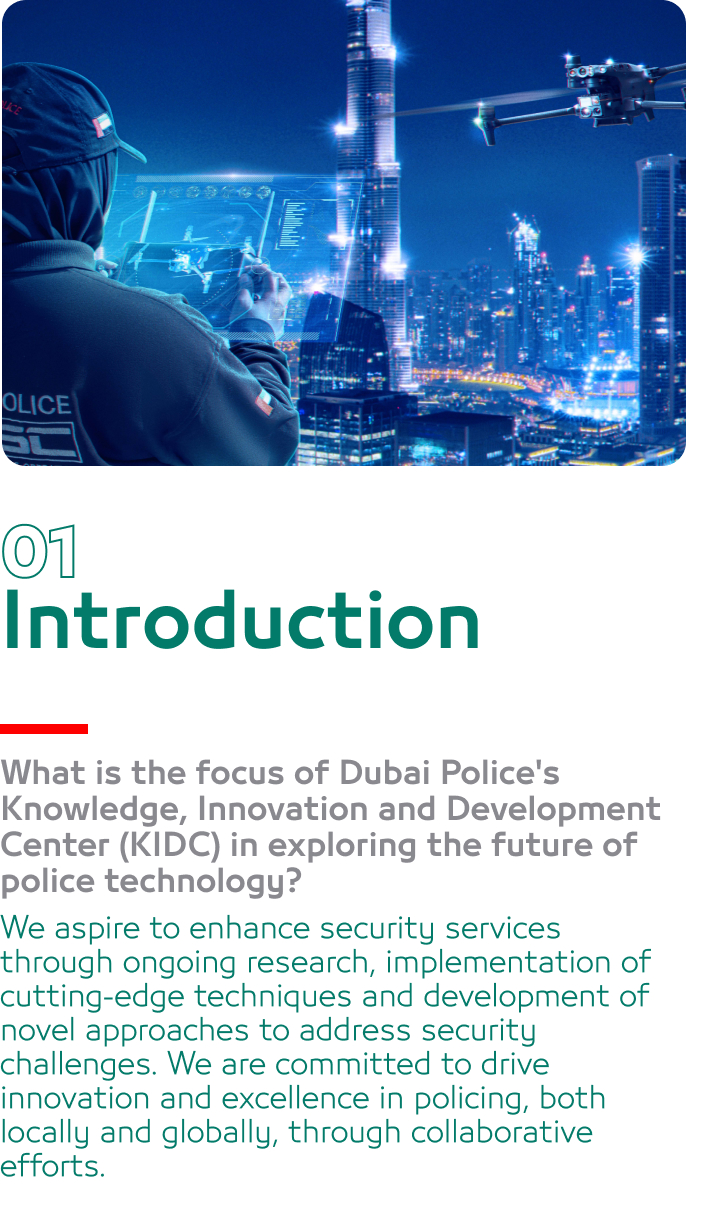 OLICE
SC
01
Introduction
What is the focus of Dubai Police's
Knowledge, Innovation and Development
Center (KIDC) in exploring the future of
police technology?
We aspire to enhance security services
through ongoing research, implementation of
cutting-edge techniques and development of
novel approaches to address security
challenges. We are committed to drive
innovation and excellence in policing, both
locally and globally, through collaborative
efforts.